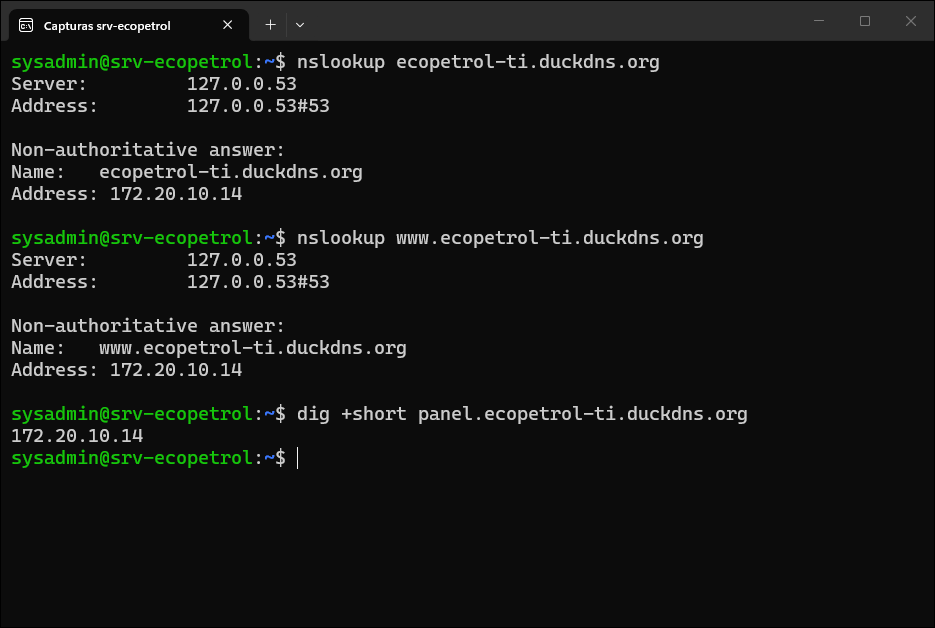 Capturas srv-ecopetrol
sysadmin@srv-ecopetrol:~$ nslookup ecopetrol-ti.duckdns.org
Server:         127.0.0.53
Address:        127.0.0.53#53
Non-authoritative answer:
Name:   ecopetrol-ti.duckdns.org
Address: 172.20.10.14
sysadmin@srv-ecopetrol:~$ nslookup www.ecopetrol-ti.duckdns.org
Server:         127.0.0.53
Address:        127.0.0.53#53
Non-authoritative answer:
Name:   www.ecopetrol-ti.duckdns.org
Address: 172.20.10.14
sysadmin@srv-ecopetrol:~$ dig +short panel.ecopetrol-ti.duckdns.org
172.20.10.14
sysadmin@srv-ecopetrol:~$